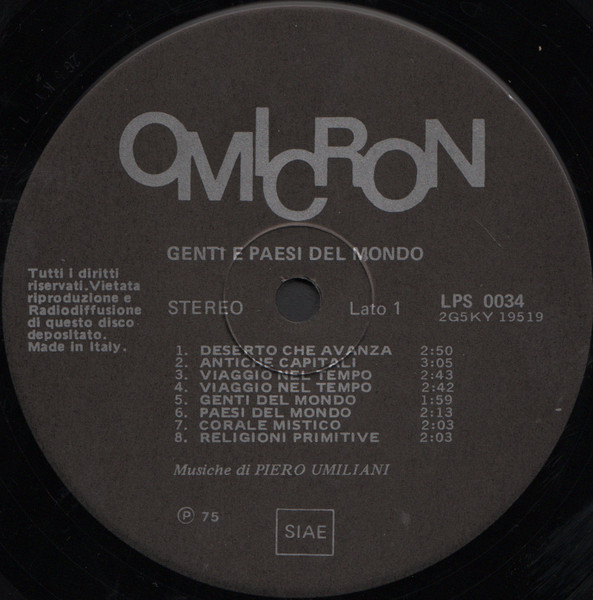 OMICRON
GENTI E PAESI DEL MONDO
Tutti i diritti
riservati.Vietata
riproduzione e
Radiodiffusione
di questo disco
depositato.
Made in Italy.
STEREO Lato 1 LPS 0034
2G5KY 19519
1. DESERTO CHE AVANZA 2:50
2. ANTICHE CAPITALI 3:05
3. VIAGGIO NEL TEMPO 2:43
4. VIAGGIO NEL TEMPO 2:42
5. GENTI DEL MONDO 1:59
6. PAESI DEL MONDO 2:13
7. CORALE MISTICO 2:03
8. RELIGIONI PRIMITIVE 2:03
Musiche di PIERO UMILIANI
Ⓟ 75
SIAE